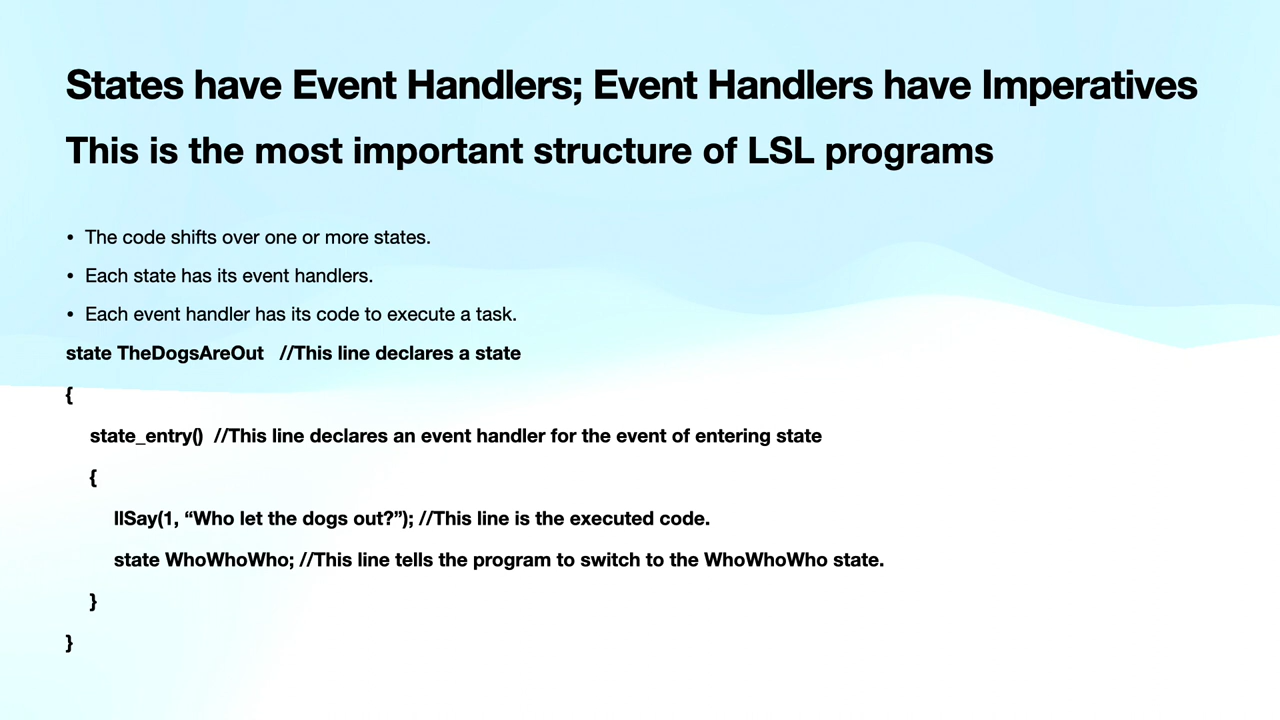 States have Event Handlers; Event Handlers have Imperatives
This is the most important structure of LSL programs
• The code shifts over one or more states.
• Each state has its event handlers.
• Each event handler has its code to execute a task.
state TheDogsAreOut   //This line declares a state
{
state_entry()  //This line declares an event handler for the event of entering state
{
llSay(1, “Who let the dogs out?”); //This line is the executed code.
state WhoWhoWho; //This line tells the program to switch to the WhoWhoWho state.
}
}